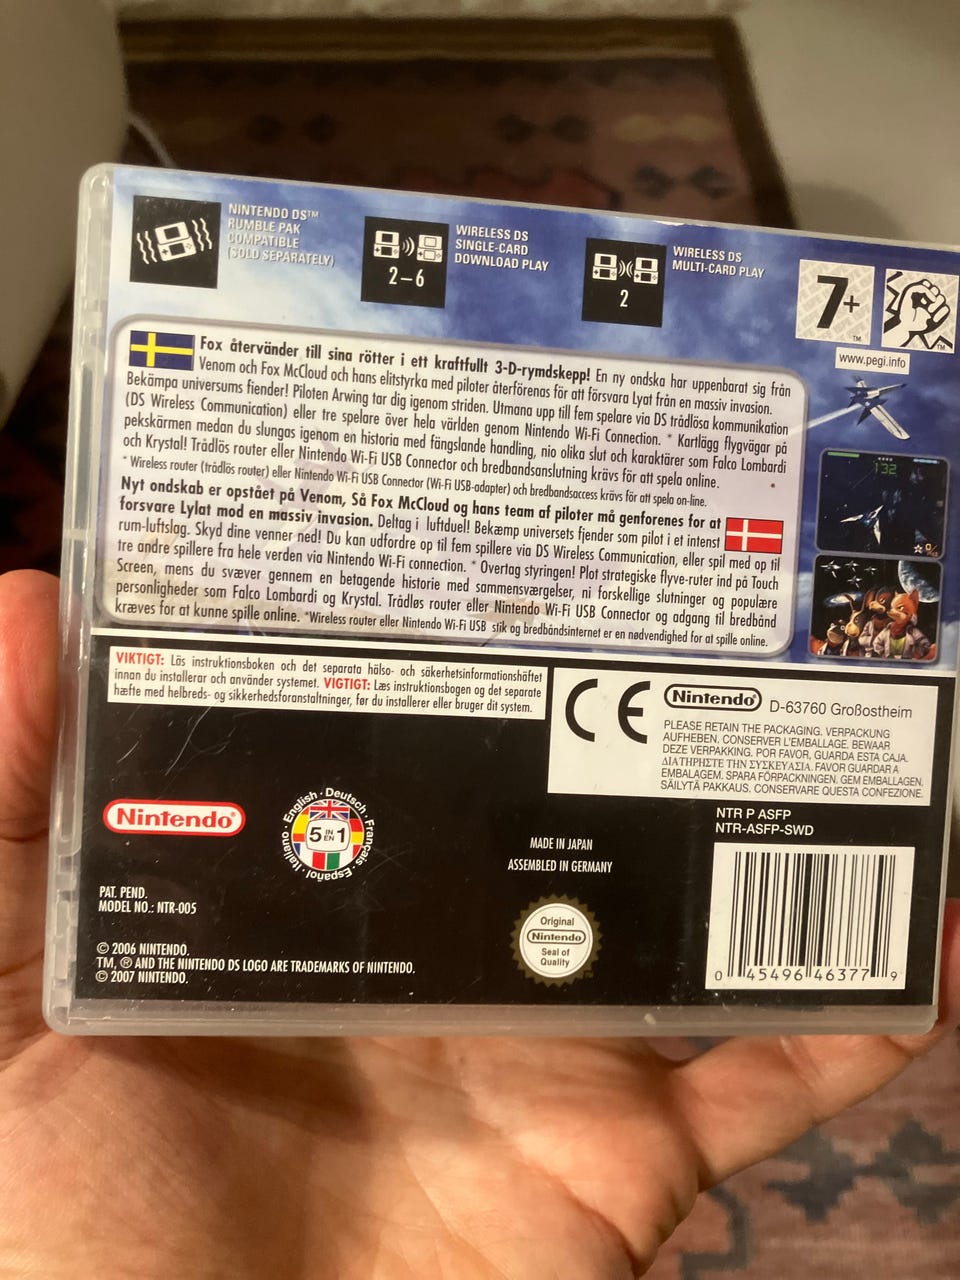 NINTENDO DS™
RUMBLE PAK
COMPATIBLE
(SOLD SEPARATELY)
2–6
WIRELESS DS
SINGLE-CARD
DOWNLOAD PLAY
2
WIRELESS DS
MULTI-CARD PLAY
7+
TM
TM
www.pegi.info
Fox återvänder till sina rötter i ett kraftfullt 3-D-rymdskepp! En ny ondska har uppenbarat sig från
Venom och Fox McCloud och hans elitstyrka med piloter återförenas för att försvara Lyat från en massiv invasion.
Bekämpa universums fiender! Piloten Arwing tar dig igenom striden. Utmana upp till fem spelare via DS trådlösa kommunikation
(DS Wireless Communication) eller tre spelare över hela världen genom Nintendo Wi-Fi Connection. * Kartlägg flygvägar på
pekskärmen medan du slungas igenom en historia med fängslande handling, nio olika slut och karaktärer som Falco Lombardi
och Krystal! Trådlös router eller Nintendo Wi-Fi USB Connector och bredbandsanslutning krävs för att spela online.
* Wireless router (trådlös router) eller Nintendo Wi-Fi USB Connector (Wi-Fi USB-adapter) och bredbandsaccess krävs för att spela on-line.
Nyt ondskab er opstået på Venom, Så Fox McCloud og hans team af piloter må genforenes for at
forsvare Lylat mod en massiv invasion. Deltag i luftduel! Bekæmp universets fjender som pilot i et intenst
rum-luftslag. Skyd dine venner ned! Du kan udfordre op til fem spillere via DS Wireless Communication, eller spil med op til
tre andre spillere fra hele verden via Nintendo Wi-Fi connection. * Overtag styringen! Plot strategiske flyve-ruter ind på Touch
Screen, mens du svæver gennem en betagende historie med sammensværgelser, ni forskellige slutninger og populære
personligheder som Falco Lombardi og Krystal. Trådløs router eller Nintendo Wi-Fi USB Connector og adgang til bredbånd
kræves for at kunne spille online. *Wireless router eller Nintendo Wi-Fi USB stik og bredbåndsinternet er en nødvendighed for at spille online.
132
VIKTIGT: Läs instruktionsboken och det separata hälso- och säkerhetsinformationshäftet
innan du installerar och använder systemet. VIGTIGT: Læs instruktionsbogen og det separate
hæfte med helbreds- og sikkerhedsforanstaltninger, før du installerer eller bruger dit system.
CE
Nintendo®
D-63760 Großostheim
PLEASE RETAIN THE PACKAGING. VERPACKUNG
AUFHEBEN. CONSERVER L'EMBALLAGE. BEWAAR
DEZE VERPAKKING. POR FAVOR, GUARDA ESTA CAJA.
ΔΙΑΤΗΡΗΣΤΕ ΤΗΝ ΣΥΣΚΕΥΑΣΙΑ. FAVOR GUARDAR A
EMBALAGEM. SPARA FÖRPACKNINGEN. GEM EMBALLAGEN.
SÄILYTÄ PAKKAUS. CONSERVARE QUESTA CONFEZIONE.
NTR P ASFP
NTR-ASFP-SWD
Nintendo®
English · Deutsch · Français · Español · Italiano ·
5 IN EN 1
MADE IN JAPAN
ASSEMBLED IN GERMANY
PAT. PEND.
MODEL NO.: NTR-005
Original
Nintendo
Seal of
Quality
© 2006 NINTENDO.
TM, ® AND THE NINTENDO DS LOGO ARE TRADEMARKS OF NINTENDO.
© 2007 NINTENDO.
0 45496 46377 9